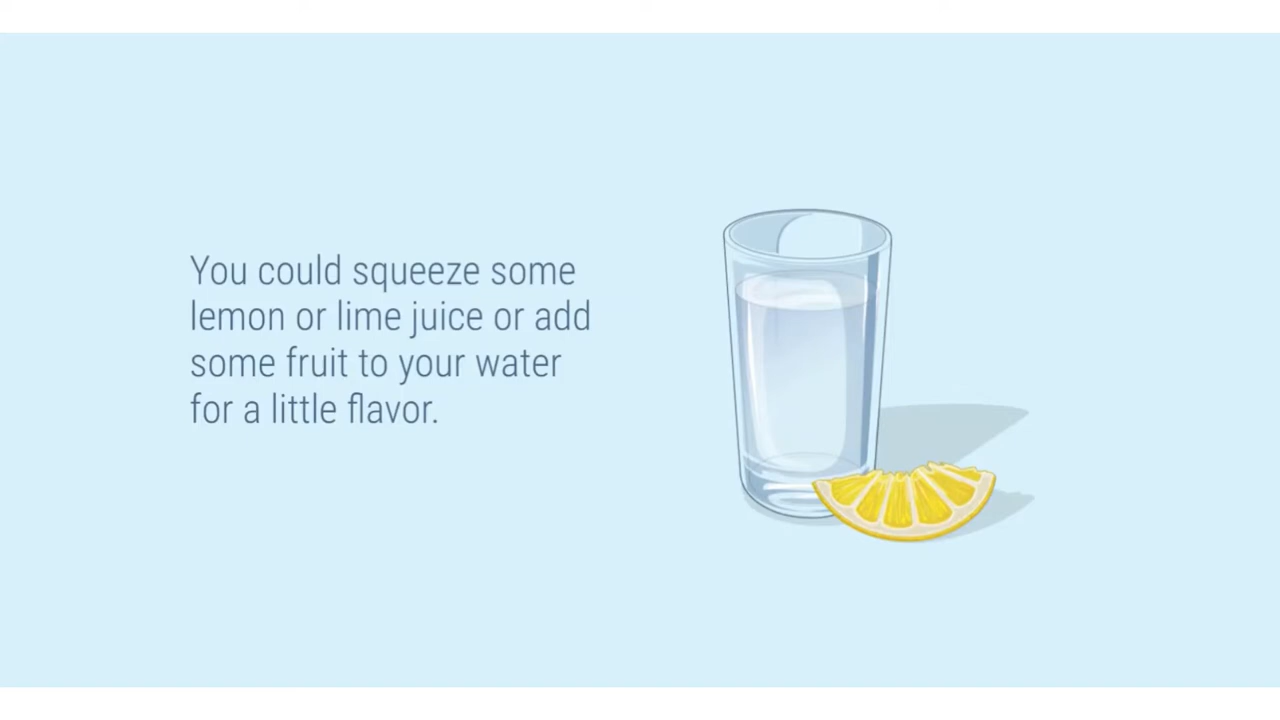 You could squeeze some
lemon or lime juice or add
some fruit to your water
for a little flavor.